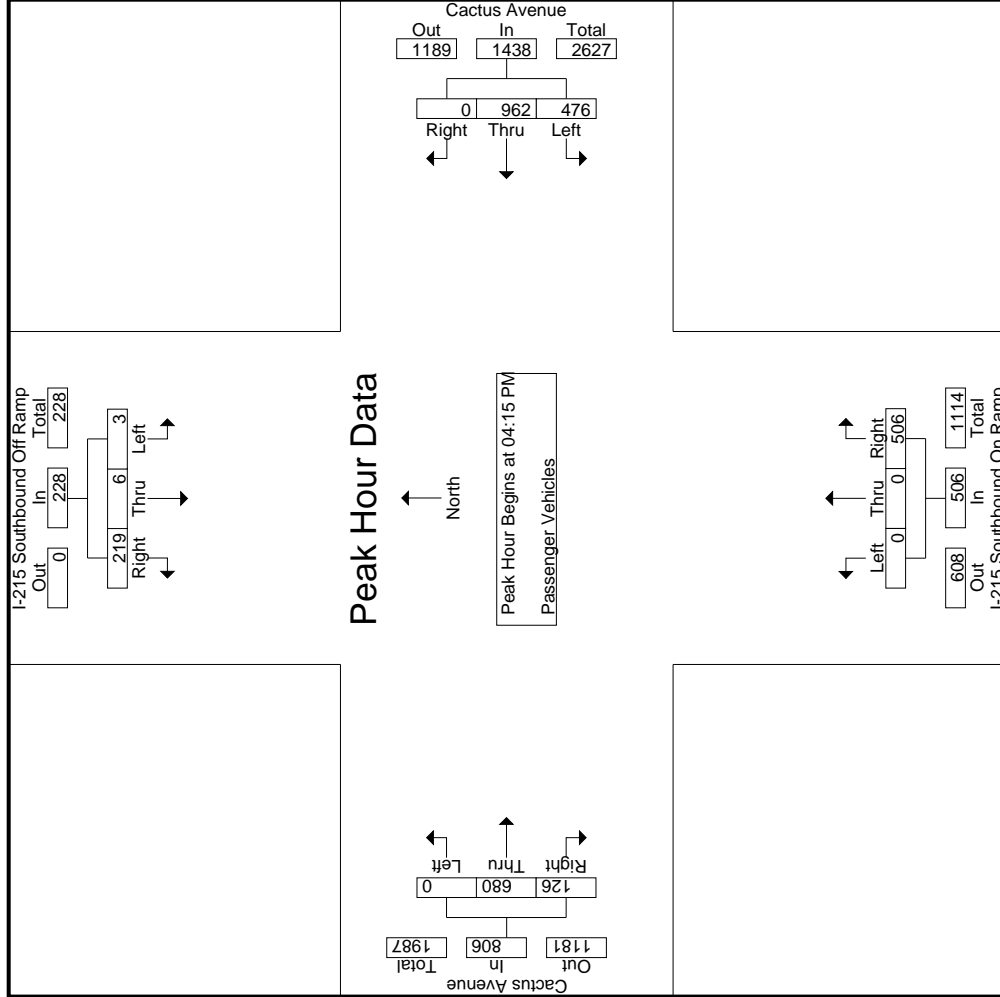 Cactus Avenue
Out In Total
1189 1438 2627
0 962 476
Right Thru Left
I-215 Southbound Off Ramp
Out In Total
0 228 228
219 6 3
Right Thru Left
Peak Hour Data
North
Peak Hour Begins at 04:15 PM
Passenger Vehicles
Left Thru Right
0 0 506
608 506 1114
Out In Total
I-215 Southbound On Ramp
Left Thru Right
0 680 126
Total In Out
1987 806 1181
Cactus Avenue